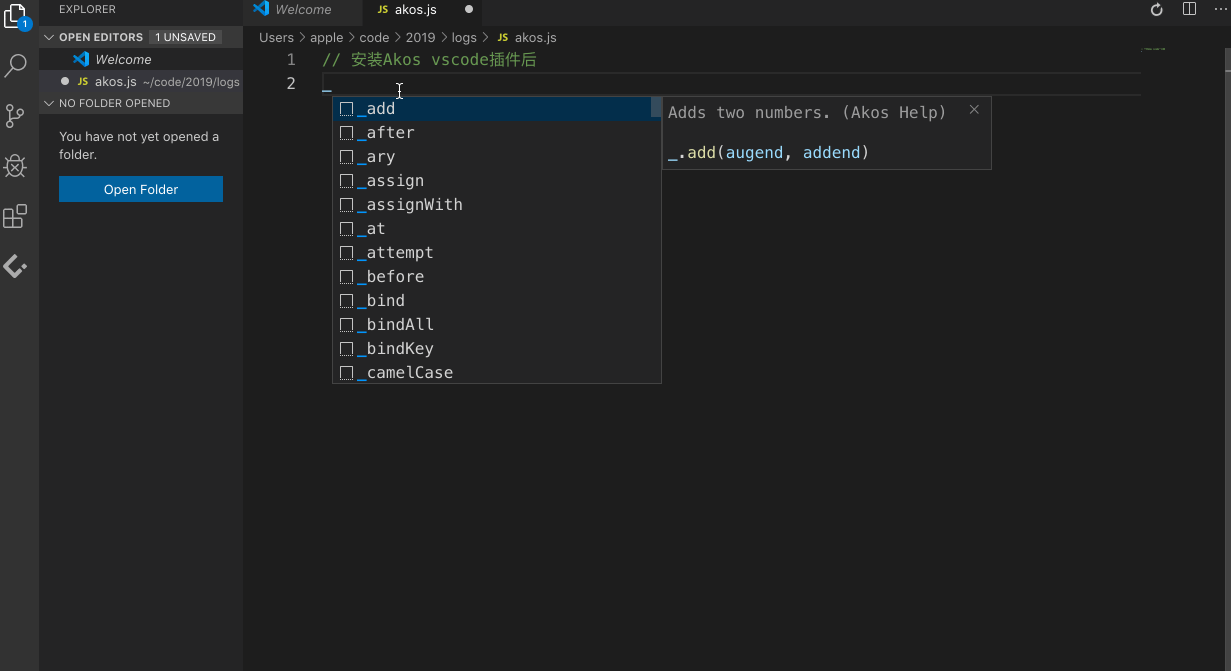 EXPLORER
Welcome
JS akos.js
1
OPEN EDITORS 1 UNSAVED
Welcome
JS akos.js ~/code/2019/logs
NO FOLDER OPENED
You have not yet opened a
folder.
Open Folder
Users > apple > code > 2019 > logs > JS akos.js
1 // 安装Akos vscode插件后
2 _
_add
_after
_ary
_assign
_assignWith
_at
_attempt
_before
_bind
_bindAll
_bindKey
_camelCase
Adds two numbers. (Akos Help)
_.add(augend, addend)